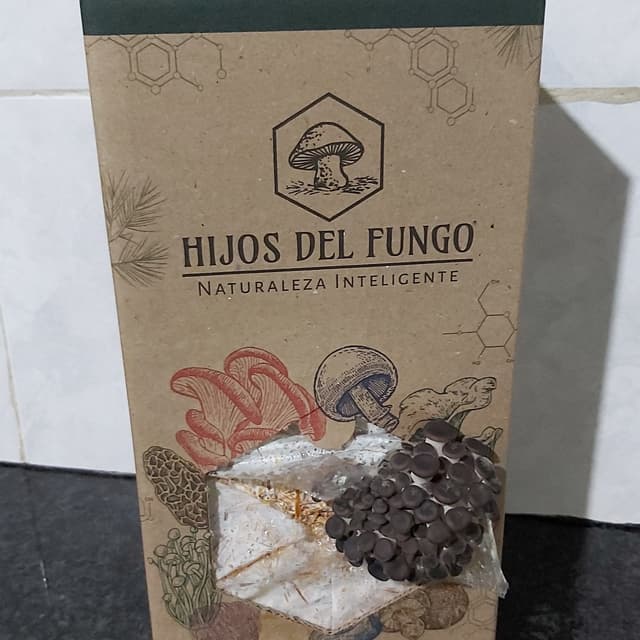 HIJOS DEL FUNGO
NATURALEZA INTELIGENTE